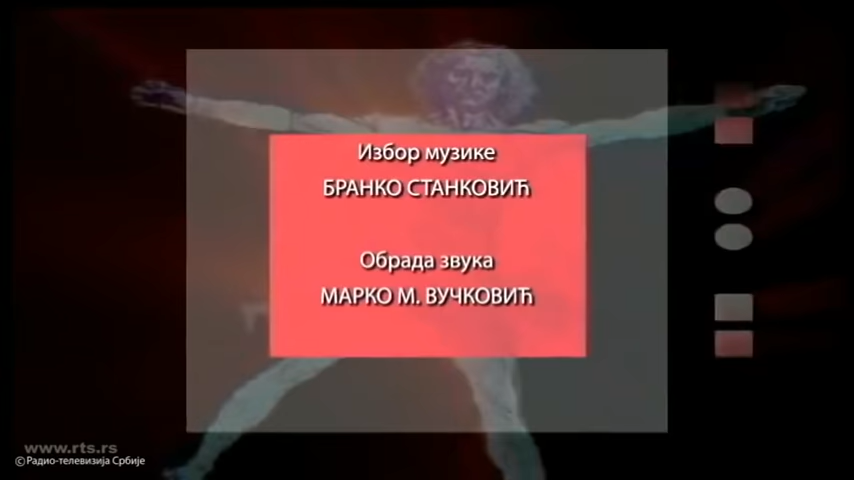 Избор музике
БРАНКО СТАНКОВИЋ
Обрада звука
МАРКО М. ВУЧКОВИЋ
www.rts.rs
©Радио-телевизија Србије